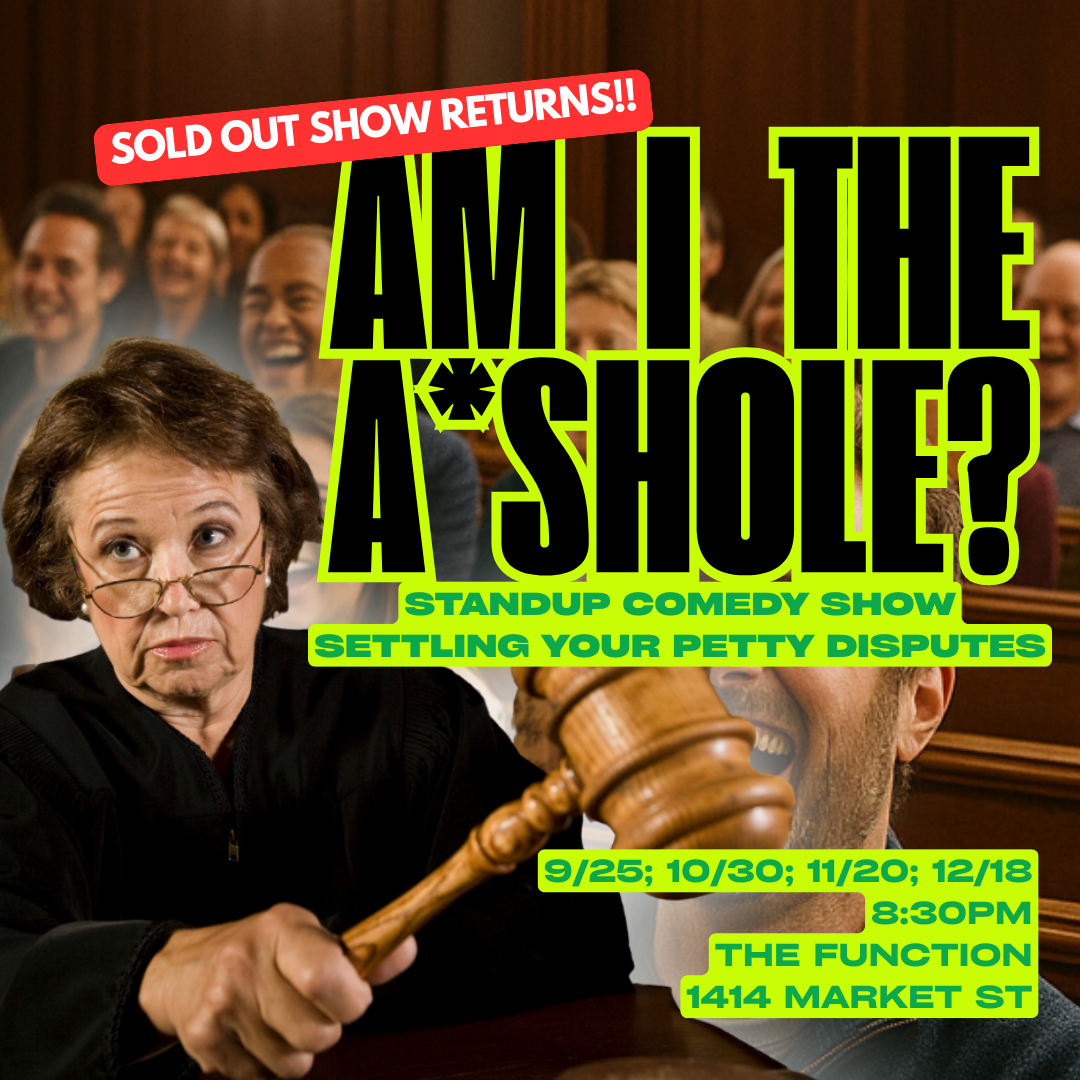 SOLD OUT SHOW RETURNS!!
AM I THE
A*SHOLE?
STANDUP COMEDY SHOW
SETTLING YOUR PETTY DISPUTES
9/25; 10/30; 11/20; 12/18
8:30PM
THE FUNCTION
1414 MARKET ST